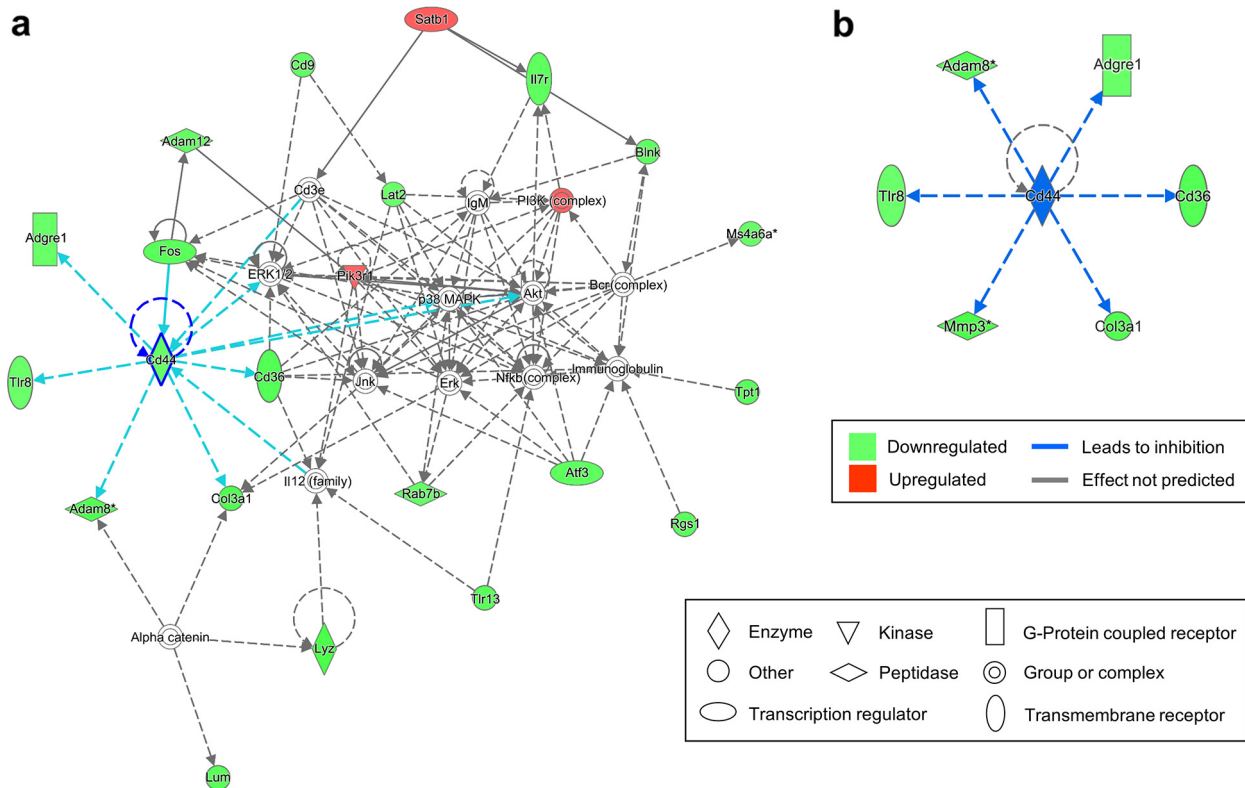 a
Satb1
Cd9
Il7r
Adam12
Blnk
Cd3e
Lat2
IgM
PI3K (complex)
Adgre1
Fos
Ms4a6a*
ERK1/2
Pik3r1
p38 MAPK
Akt
Bcr (complex)
Cd44
Tlr8
Cd36
Jnk
Erk
Nfkb (complex)
Immunoglobulin
Tpt1
Il12 (family)
Rab7b
Atf3
Adam8*
Col3a1
Rgs1
Tlr13
Alpha catenin
Lyz
Lum
b
Adam8*
Adgre1
Tlr8
Cd44
Cd36
Mmp3*
Col3a1
Downregulated
Leads to inhibition
Upregulated
Effect not predicted
Enzyme
Kinase
G-Protein coupled receptor
Other
Peptidase
Group or complex
Transcription regulator
Transmembrane receptor